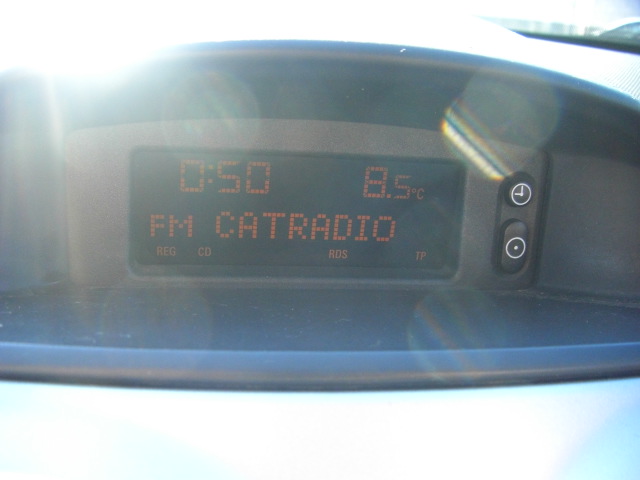 0:50 8.5°C
FM CATRADIO
REG CD RDS TP